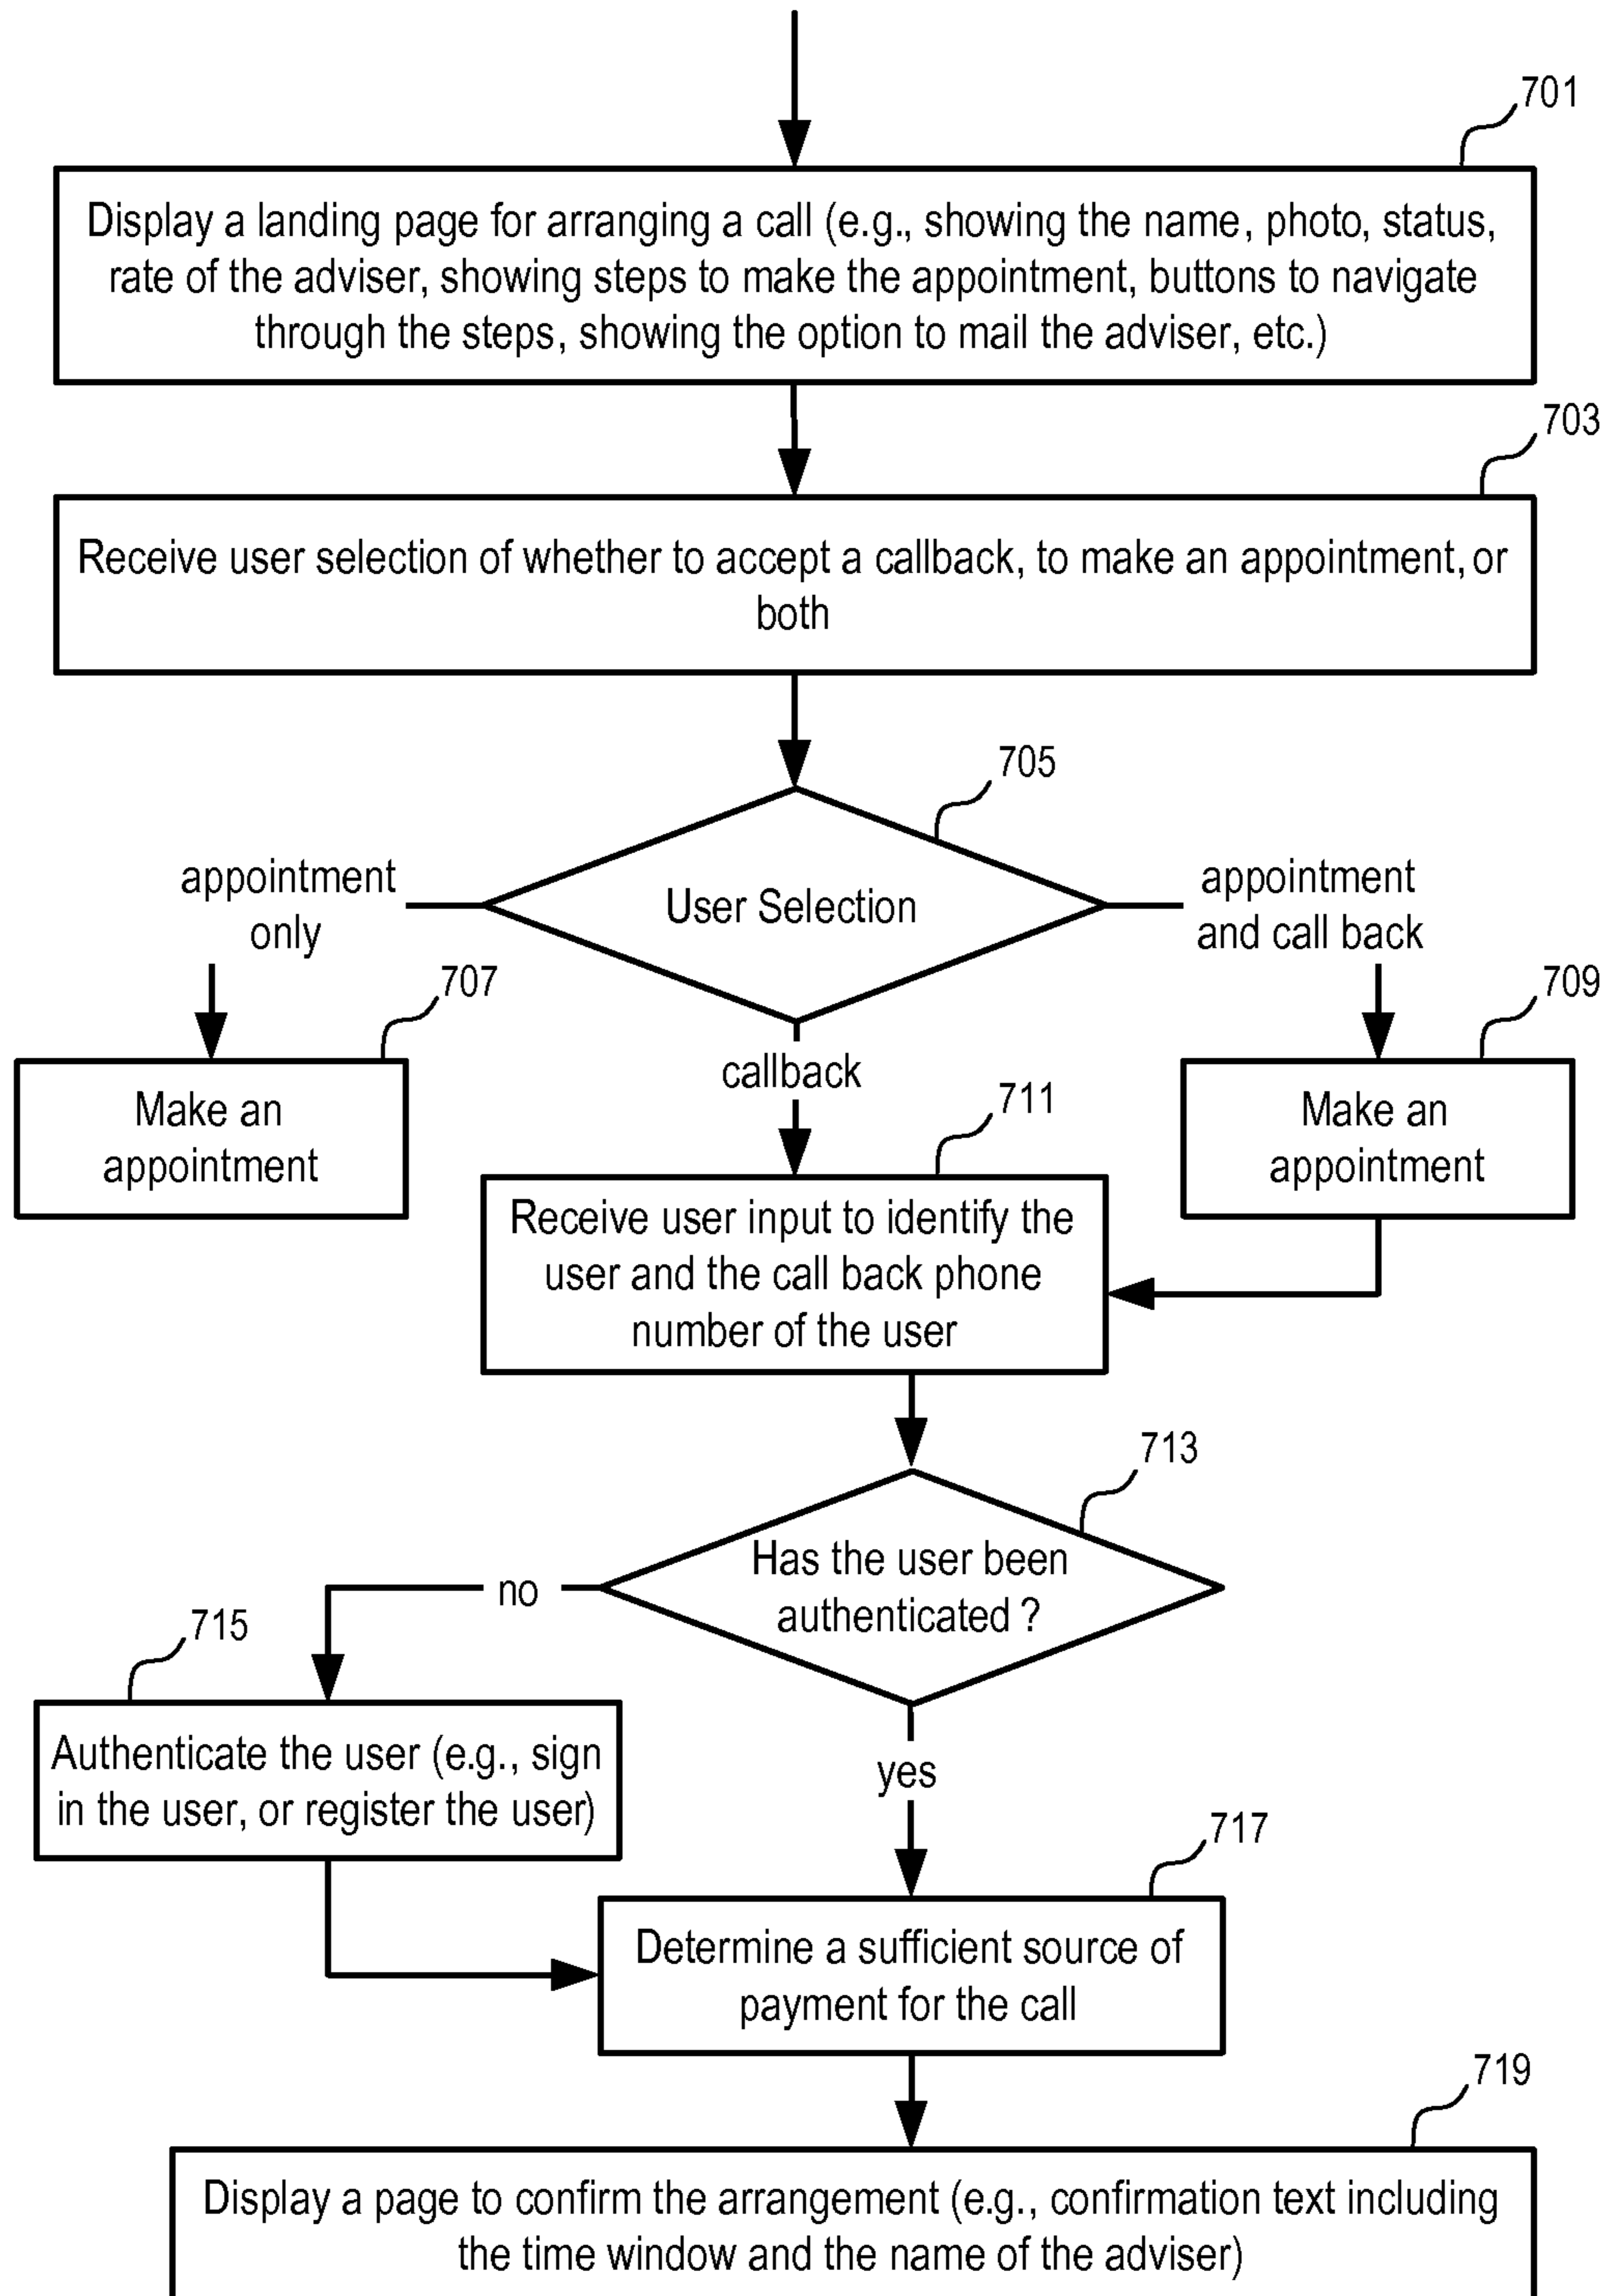 701
Display a landing page for arranging a call (e.g., showing the name, photo, status,
rate of the adviser, showing steps to make the appointment, buttons to navigate
through the steps, showing the option to mail the adviser, etc.)
703
Receive user selection of whether to accept a callback, to make an appointment, or
both
705
User Selection
appointment
only
appointment
and call back
707
Make an
appointment
callback
709
Make an
appointment
711
Receive user input to identify the
user and the call back phone
number of the user
713
Has the user been
authenticated ?
no
715
Authenticate the user (e.g., sign
in the user, or register the user)
yes
717
Determine a sufficient source of
payment for the call
719
Display a page to confirm the arrangement (e.g., confirmation text including
the time window and the name of the adviser)